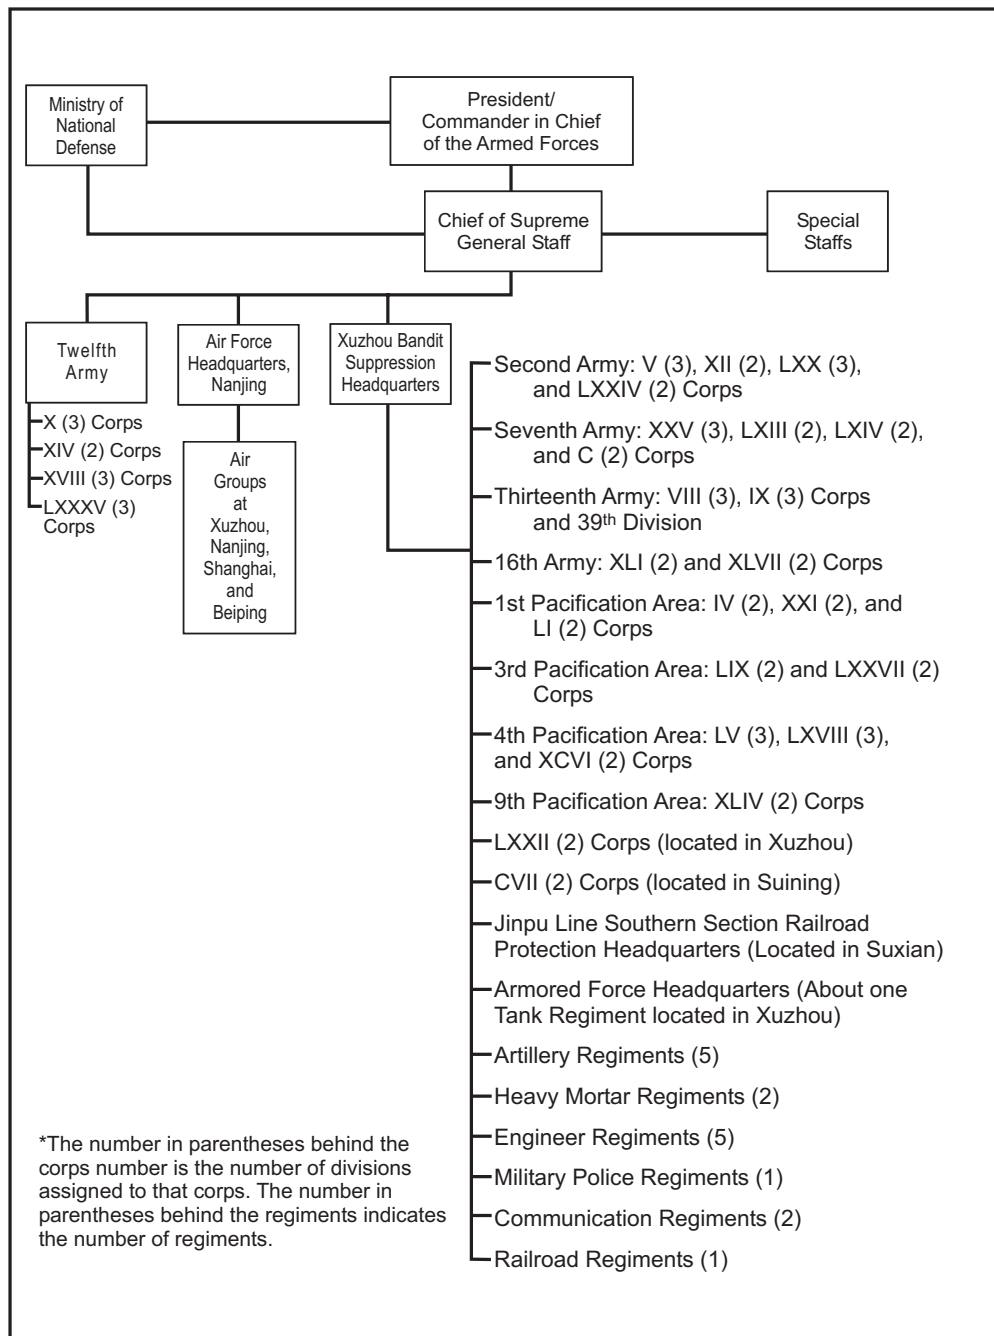 Ministry of
National
Defense
President/
Commander in Chief
of the Armed Forces
Chief of Supreme
General Staff
Special
Staffs
Twelfth
Army
X (3) Corps
XIV (2) Corps
XVIII (3) Corps
LXXXV (3)
Corps
Air Force
Headquarters,
Nanjing
Air
Groups
at
Xuzhou,
Nanjing,
Shanghai,
and
Beiping
Xuzhou Bandit
Suppression
Headquarters
Second Army: V (3), XII (2), LXX (3),
and LXXIV (2) Corps
Seventh Army: XXV (3), LXIII (2), LXIV (2),
and C (2) Corps
Thirteenth Army: VIII (3), IX (3) Corps
and 39th Division
16th Army: XLI (2) and XLVII (2) Corps
1st Pacification Area: IV (2), XXI (2), and
LI (2) Corps
3rd Pacification Area: LIX (2) and LXXVII (2)
Corps
4th Pacification Area: LV (3), LXVIII (3),
and XCVI (2) Corps
9th Pacification Area: XLIV (2) Corps
LXXII (2) Corps (located in Xuzhou)
CVII (2) Corps (located in Suining)
Jinpu Line Southern Section Railroad
Protection Headquarters (Located in Suxian)
Armored Force Headquarters (About one
Tank Regiment located in Xuzhou)
Artillery Regiments (5)
Heavy Mortar Regiments (2)
Engineer Regiments (5)
Military Police Regiments (1)
Communication Regiments (2)
Railroad Regiments (1)
*The number in parentheses behind the
corps number is the number of divisions
assigned to that corps. The number in
parentheses behind the regiments indicates
the number of regiments.